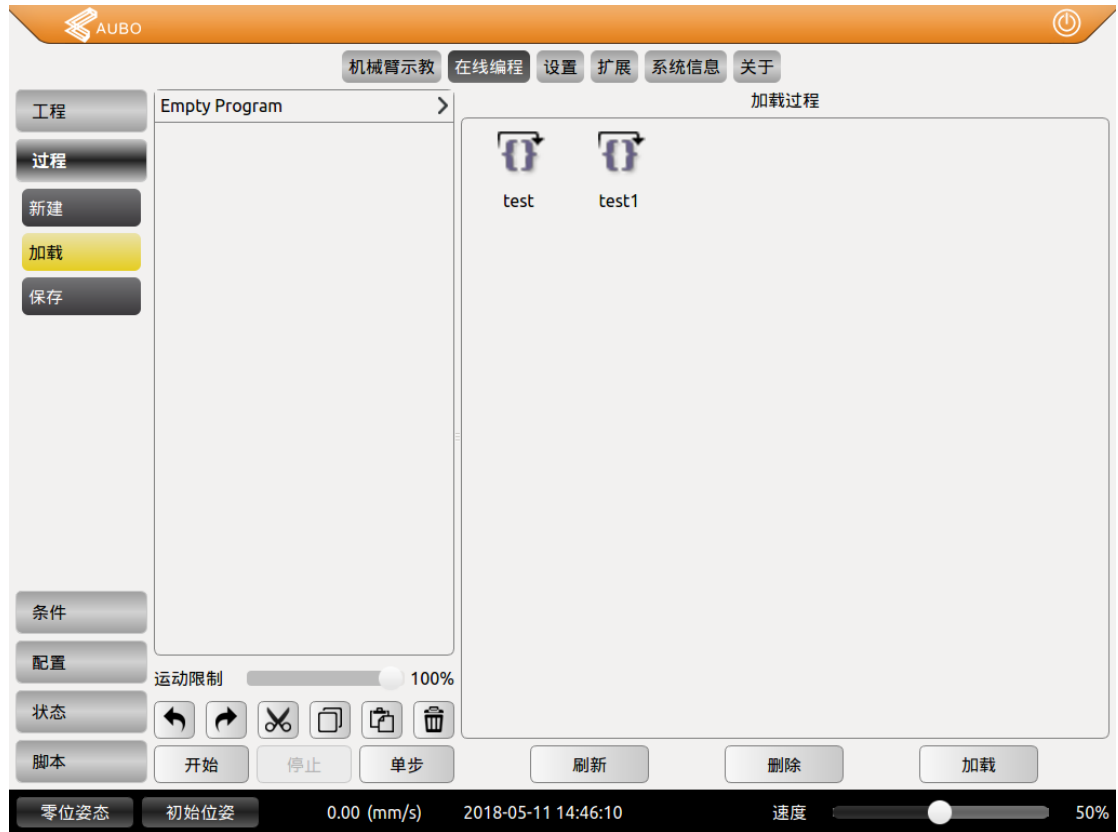 AUBO
机械臂示教 在线编程 设置 扩展 系统信息 关于
工程
过程
新建
加载
保存
条件
配置
状态
脚本
Empty Program
加载过程
test test1
运动限制 100%
开始 停止 单步
刷新 删除 加载
零位姿态 初始位姿 0.00 (mm/s) 2018-05-11 14:46:10 速度 50%